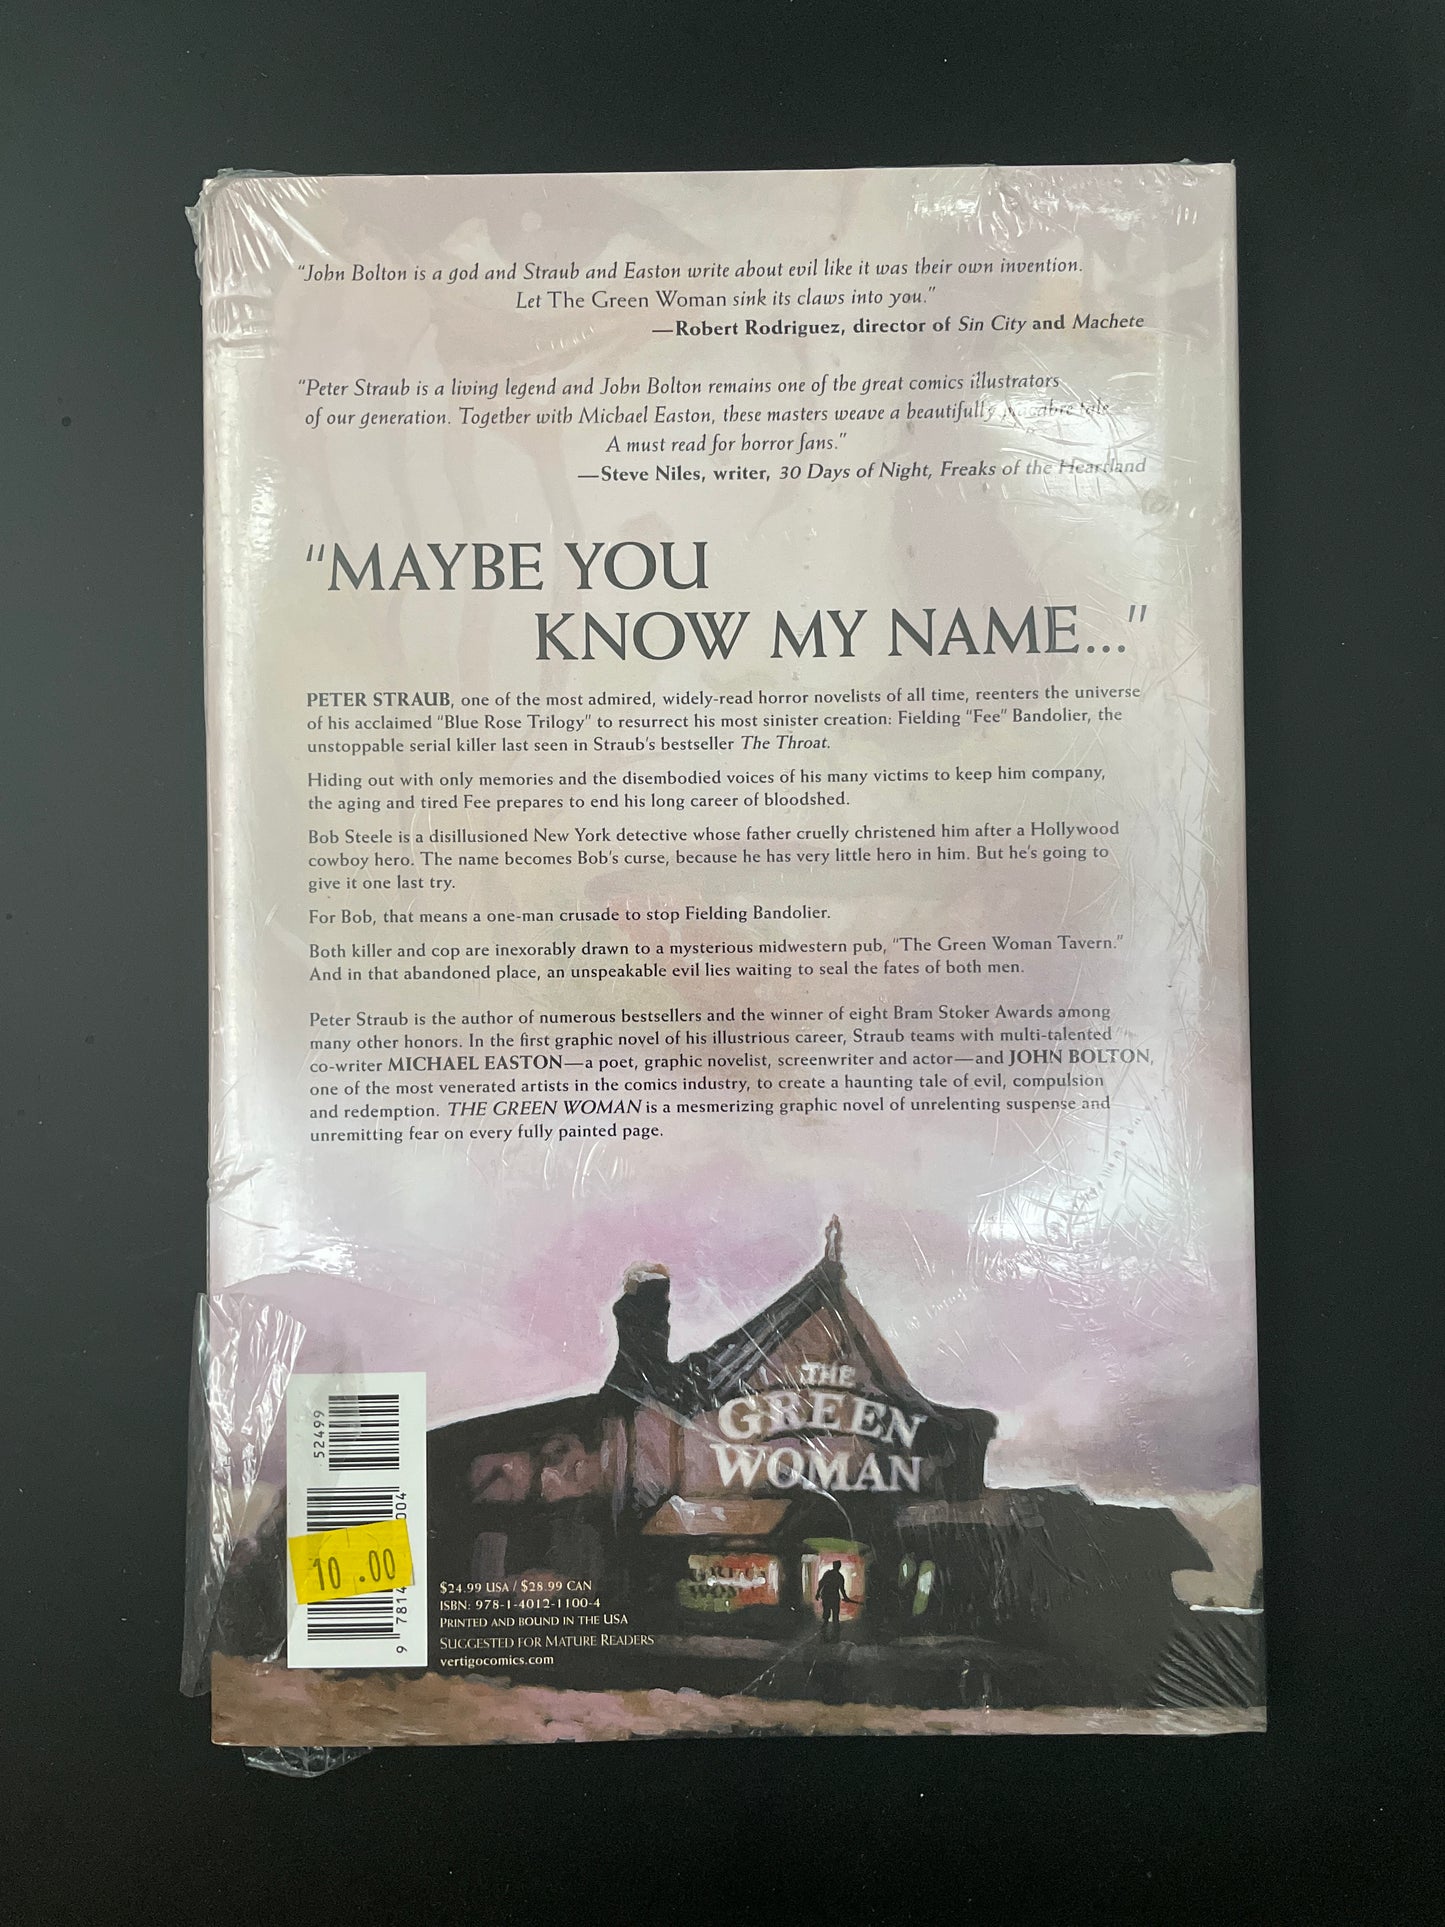 “John Bolton is a god and Straub and Easton write about evil like it was their own invention.
Let The Green Woman sink its claws into you.”
—Robert Rodriguez, director of Sin City and Machete
“Peter Straub is a living legend and John Bolton remains one of the great comics illustrators
of our generation. Together with Michael Easton, these masters weave a beautifully macabre tale.
A must read for horror fans.”
—Steve Niles, writer, 30 Days of Night, Freaks of the Heartland
"MAYBE YOU
KNOW MY NAME..."
PETER STRAUB, one of the most admired, widely-read horror novelists of all time, reenters the universe
of his acclaimed "Blue Rose Trilogy" to resurrect his most sinister creation: Fielding "Fee" Bandolier, the
unstoppable serial killer last seen in Straub's bestseller The Throat.
Hiding out with only memories and the disembodied voices of his many victims to keep him company,
the aging and tired Fee prepares to end his long career of bloodshed.
Bob Steele is a disillusioned New York detective whose father cruelly christened him after a Hollywood
cowboy hero. The name becomes Bob's curse, because he has very little hero in him. But he's going to
give it one last try.
For Bob, that means a one-man crusade to stop Fielding Bandolier.
Both killer and cop are inexorably drawn to a mysterious midwestern pub, "The Green Woman Tavern."
And in that abandoned place, an unspeakable evil lies waiting to seal the fates of both men.
Peter Straub is the author of numerous bestsellers and the winner of eight Bram Stoker Awards among
many other honors. In the first graphic novel of his illustrious career, Straub teams with multi-talented
co-writer MICHAEL EASTON—a poet, graphic novelist, screenwriter and actor—and JOHN BOLTON,
one of the most venerated artists in the comics industry, to create a haunting tale of evil, compulsion
and redemption. THE GREEN WOMAN is a mesmerizing graphic novel of unrelenting suspense and
unremitting fear on every fully painted page.
THE
GREEN
WOMAN
52499
10.00
9 7814 004
$24.99 USA / $28.99 CAN
ISBN: 978-1-4012-1100-4
PRINTED AND BOUND IN THE USA
SUGGESTED FOR MATURE READERS
vertigocomics.com